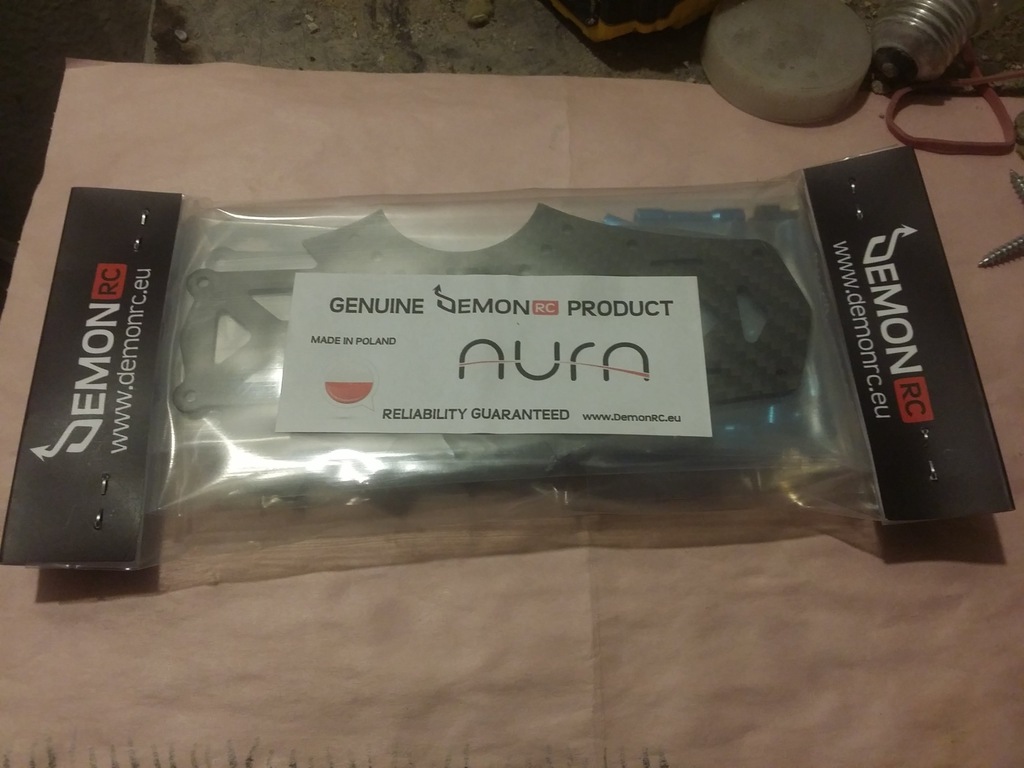 DEMON RC
www.demonrc.eu
GENUINE DEMON RC PRODUCT
MADE IN POLAND
aura
RELIABILITY GUARANTEED www.DemonRC.eu
DEMON RC
www.demonrc.eu